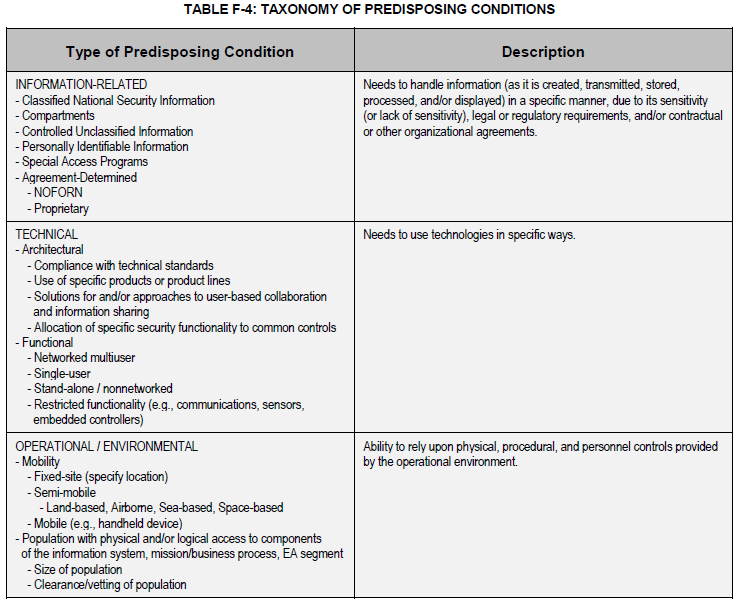 TABLE F-4: TAXONOMY OF PREDISPOSING CONDITIONS
Type of Predisposing Condition
Description
INFORMATION-RELATED
- Classified National Security Information
- Compartments
- Controlled Unclassified Information
- Personally Identifiable Information
- Special Access Programs
- Agreement-Determined
- NOFORN
- Proprietary
Needs to handle information (as it is created, transmitted, stored,
processed, and/or displayed) in a specific manner, due to its sensitivity
(or lack of sensitivity), legal or regulatory requirements, and/or contractual
or other organizational agreements.
TECHNICAL
- Architectural
- Compliance with technical standards
- Use of specific products or product lines
- Solutions for and/or approaches to user-based collaboration
and information sharing
- Allocation of specific security functionality to common controls
- Functional
- Networked multiuser
- Single-user
- Stand-alone / nonnetworked
- Restricted functionality (e.g., communications, sensors,
embedded controllers)
Needs to use technologies in specific ways.
OPERATIONAL / ENVIRONMENTAL
- Mobility
- Fixed-site (specify location)
- Semi-mobile
- Land-based, Airborne, Sea-based, Space-based
- Mobile (e.g., handheld device)
- Population with physical and/or logical access to components
of the information system, mission/business process, EA segment
- Size of population
- Clearance/vetting of population
Ability to rely upon physical, procedural, and personnel controls provided
by the operational environment.